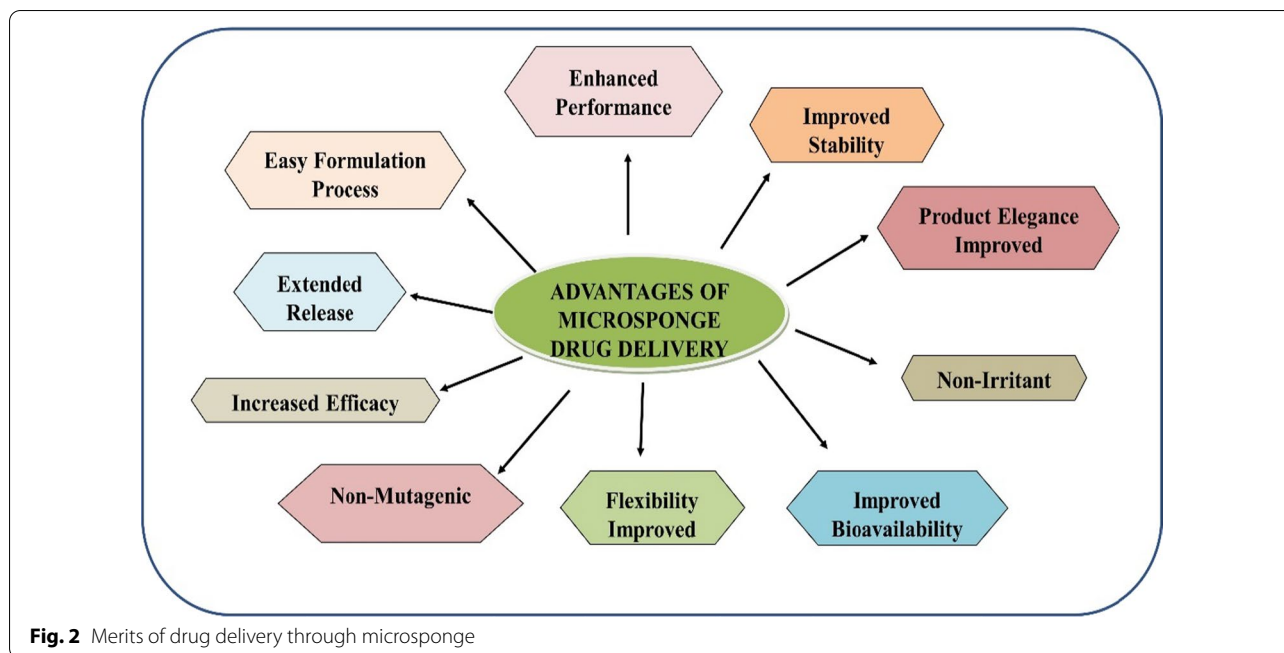 Enhanced
Performance
Improved
Stability
Easy Formulation
Process
Product Elegance
Improved
Extended
Release
ADVANTAGES OF
MICROSPONGE
DRUG DELIVERY
Non-Irritant
Increased Efficacy
Non-Mutagenic
Flexibility
Improved
Improved
Bioavailability
Fig. 2 Merits of drug delivery through microsponge